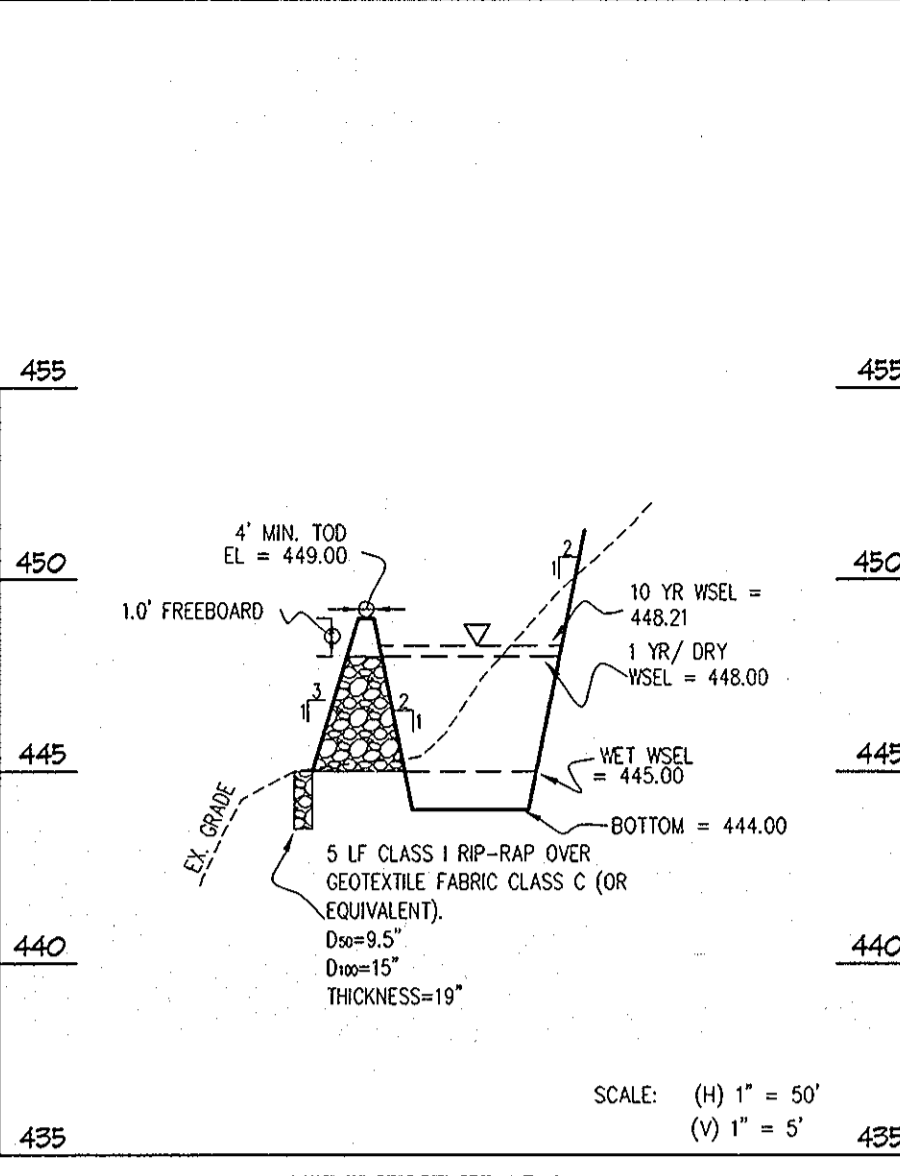 455
455
4' MIN. TOD
EL = 449.00
450
450
1.0' FREEBOARD
2
1
10 YR WSEL =
448.21
1 YR/ DRY
WSEL = 448.00
3
1
2
1
445
445
WET WSEL
= 445.00
EX. GRADE
BOTTOM = 444.00
5 LF CLASS I RIP-RAP OVER
GEOTEXTILE FABRIC CLASS C (OR
EQUIVALENT).
D50=9.5"
D100=15"
THICKNESS=19"
440
440
SCALE: (H) 1" = 50'
(V) 1" = 5'
435
435